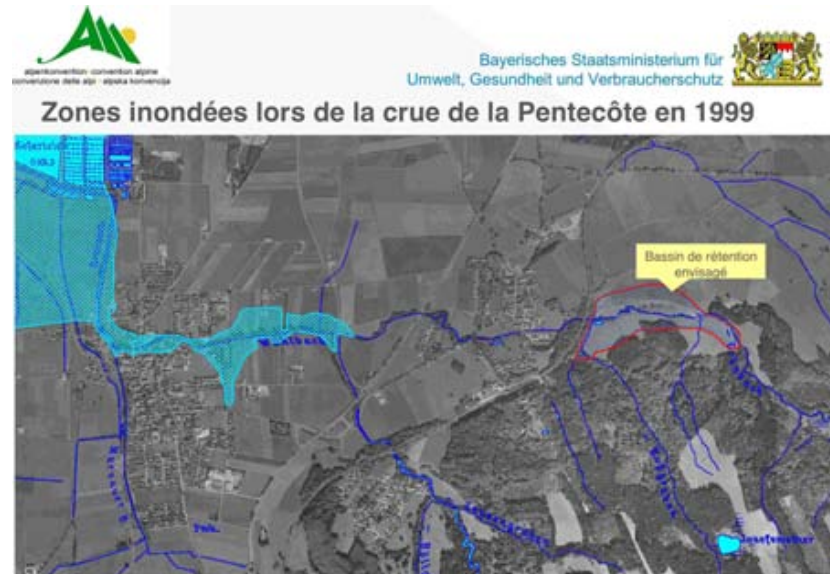 alpenkonvention · convention alpine
convenzione delle alpi · alpska konvencija
Bayerisches Staatsministerium für
Umwelt, Gesundheit und Verbraucherschutz
Zones inondées lors de la crue de la Pentecôte en 1999
Bassin de rétention
envisagé